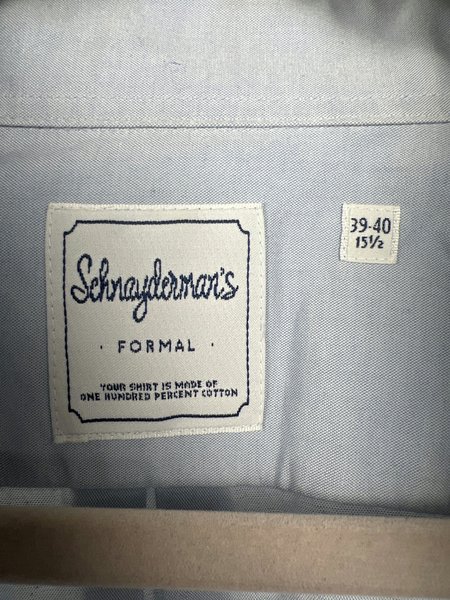 Schnayderman's
· FORMAL ·
YOUR SHIRT IS MADE OF
ONE HUNDRED PERCENT COTTON
39-40
15½